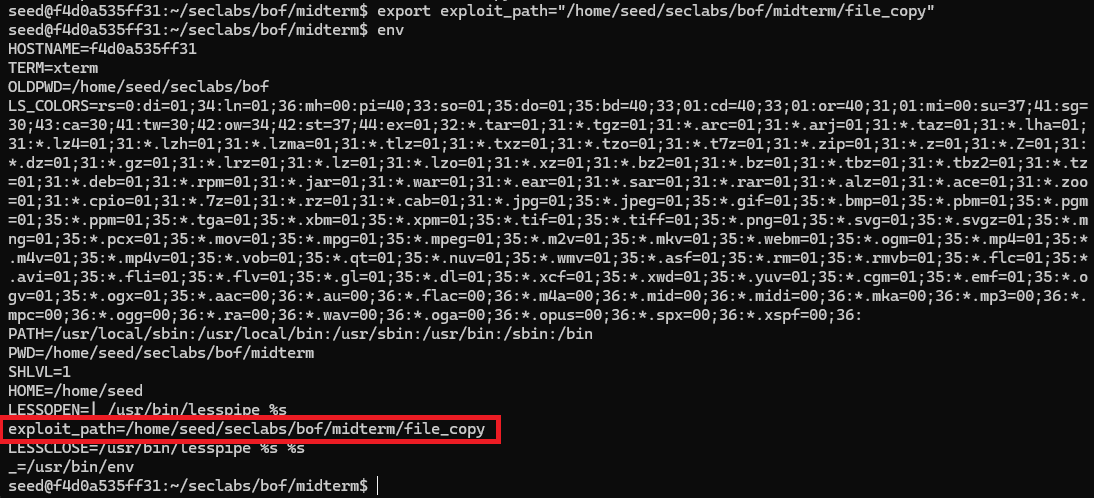 seed@f4d0a535ff31:~/seclabs/bof/midterm$ export exploit_path="/home/seed/seclabs/bof/midterm/file_copy"
seed@f4d0a535ff31:~/seclabs/bof/midterm$ env
HOSTNAME=f4d0a535ff31
TERM=xterm
OLDPWD=/home/seed/seclabs/bof
LS_COLORS=rs=0:di=01;34:ln=01;36:mh=00:pi=40;33:so=01;35:do=01;35:bd=40;33;01:cd=40;33;01:or=40;31;01:mi=00:su=37;41:sg=
30;43:ca=30;41:tw=30;42:ow=34;42:st=37;44:ex=01;32:*.tar=01;31:*.tgz=01;31:*.arc=01;31:*.arj=01;31:*.taz=01;31:*.lha=01;
31:*.lz4=01;31:*.lzh=01;31:*.lzma=01;31:*.tlz=01;31:*.txz=01;31:*.tzo=01;31:*.t7z=01;31:*.zip=01;31:*.z=01;31:*.Z=01;31:
*.dz=01;31:*.gz=01;31:*.lrz=01;31:*.lz=01;31:*.lzo=01;31:*.xz=01;31:*.bz2=01;31:*.bz=01;31:*.tbz=01;31:*.tbz2=01;31:*.tz
=01;31:*.deb=01;31:*.rpm=01;31:*.jar=01;31:*.war=01;31:*.ear=01;31:*.sar=01;31:*.rar=01;31:*.alz=01;31:*.ace=01;31:*.zoo
=01;31:*.cpio=01;31:*.7z=01;31:*.rz=01;31:*.cab=01;31:*.jpg=01;35:*.jpeg=01;35:*.gif=01;35:*.bmp=01;35:*.pbm=01;35:*.pgm
=01;35:*.ppm=01;35:*.tga=01;35:*.xbm=01;35:*.xpm=01;35:*.tif=01;35:*.tiff=01;35:*.png=01;35:*.svg=01;35:*.svgz=01;35:*.m
ng=01;35:*.pcx=01;35:*.mov=01;35:*.mpg=01;35:*.mpeg=01;35:*.m2v=01;35:*.mkv=01;35:*.webm=01;35:*.ogm=01;35:*.mp4=01;35:*
.m4v=01;35:*.mp4v=01;35:*.vob=01;35:*.qt=01;35:*.nuv=01;35:*.wmv=01;35:*.asf=01;35:*.rm=01;35:*.rmvb=01;35:*.flc=01;35:*
.avi=01;35:*.fli=01;35:*.flv=01;35:*.gl=01;35:*.dl=01;35:*.xcf=01;35:*.xwd=01;35:*.yuv=01;35:*.cgm=01;35:*.emf=01;35:*.o
gv=01;35:*.ogx=01;35:*.aac=00;36:*.au=00;36:*.flac=00;36:*.m4a=00;36:*.mid=00;36:*.midi=00;36:*.mka=00;36:*.mp3=00;36:*.
mpc=00;36:*.ogg=00;36:*.ra=00;36:*.wav=00;36:*.oga=00;36:*.opus=00;36:*.spx=00;36:*.xspf=00;36:
PATH=/usr/local/sbin:/usr/local/bin:/usr/sbin:/usr/bin:/sbin:/bin
PWD=/home/seed/seclabs/bof/midterm
SHLVL=1
HOME=/home/seed
LESSOPEN=| /usr/bin/lesspipe %s
exploit_path=/home/seed/seclabs/bof/midterm/file_copy
LESSCLOSE=/usr/bin/lesspipe %s %s
_=/usr/bin/env
seed@f4d0a535ff31:~/seclabs/bof/midterm$